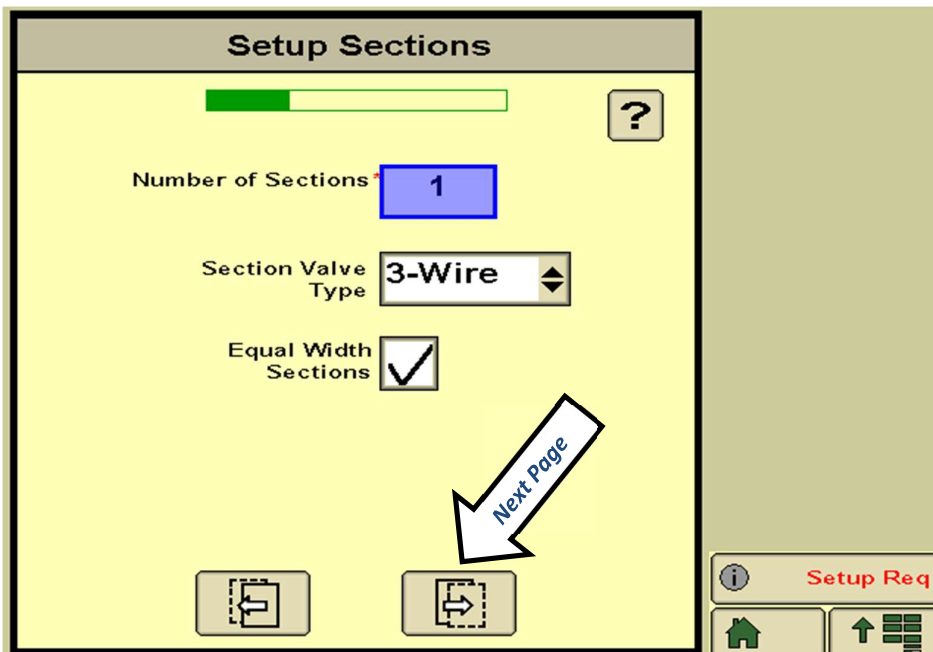 Setup Sections
?
Number of Sections*
1
Section Valve
Type
3-Wire
Equal Width
Sections
Next Page
i
Setup Req